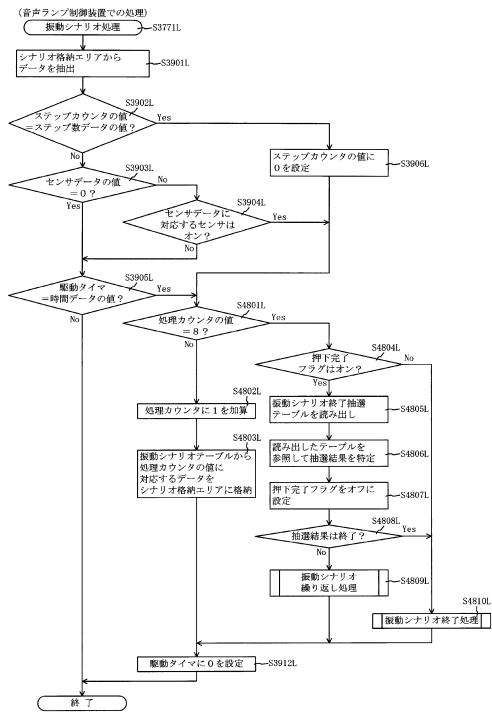 (音声ランプ制御装置での処理)
振動シナリオ処理
S3771L
シナリオ格納エリアから
データを抽出
S3901L
S3902L
ステップカウンタの値
=ステップ数データの値?
Yes
No
ステップカウンタの値に
0を設定
S3906L
S3903L
センサデータの値
=0?
No
Yes
S3904L
センサデータに
対応するセンサは
オン?
Yes
No
S3905L
駆動タイマ
=時間データの値?
Yes
No
S4801L
処理カウンタの値
=8?
Yes
No
S4804L
押下完了
フラグはオン?
No
Yes
S4802L
処理カウンタに1を加算
振動シナリオ終了抽選
テーブルを読み出し
S4805L
S4803L
振動シナリオテーブルから
処理カウンタの値に
対応するデータを
シナリオ格納エリアに格納
読み出したテーブルを
参照して抽選結果を特定
S4806L
押下完了フラグをオフに
設定
S4807L
S4808L
抽選結果は終了?
Yes
No
振動シナリオ
繰り返し処理
S4809L
S4810L
振動シナリオ終了処理
駆動タイマに0を設定
S3912L
終 了